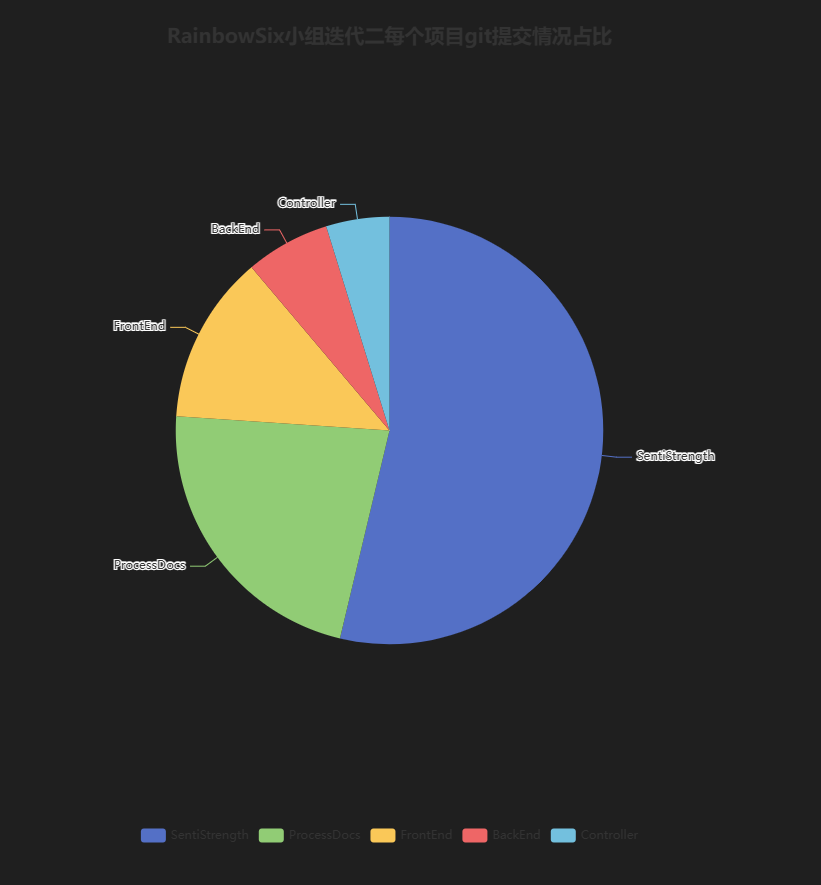 RainbowSix小组迭代二每个项目git提交情况占比
Controller
BackEnd
FrontEnd
SentiStrength
ProcessDocs
SentiStrength ProcessDocs FrontEnd BackEnd Controller